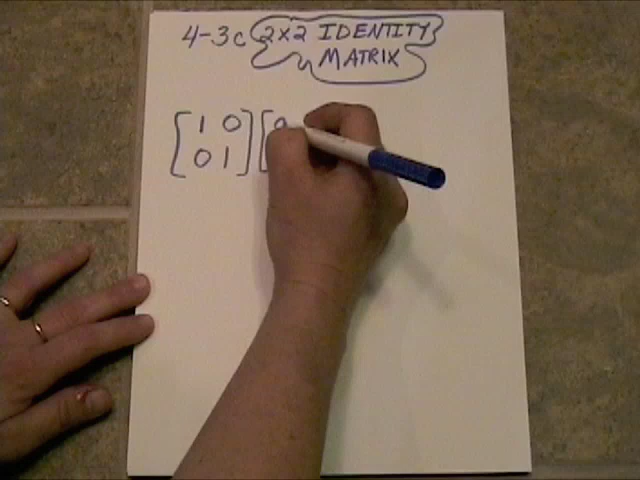 4-3c 2x2 IDENTITY
MATRIX
[1 0] [a
[0 1]